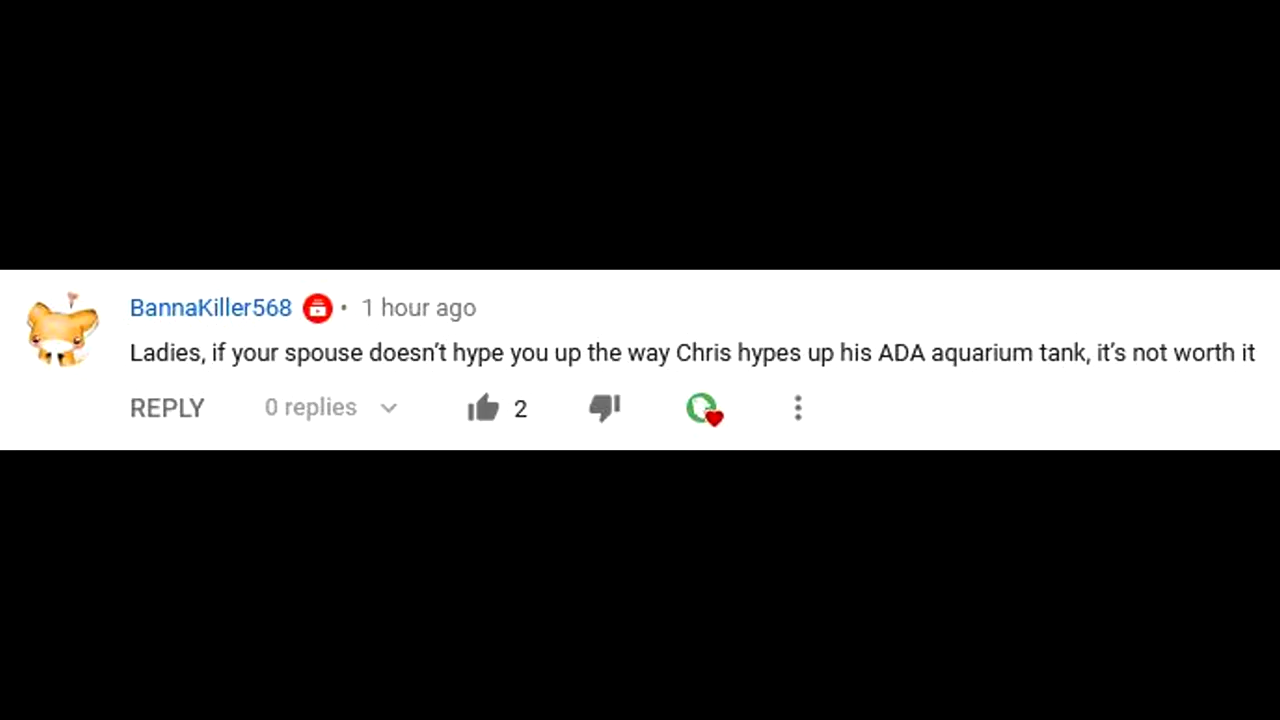 BannaKiller568 • 1 hour ago
Ladies, if your spouse doesn’t hype you up the way Chris hypes up his ADA aquarium tank, it’s not worth it
REPLY 0 replies 2